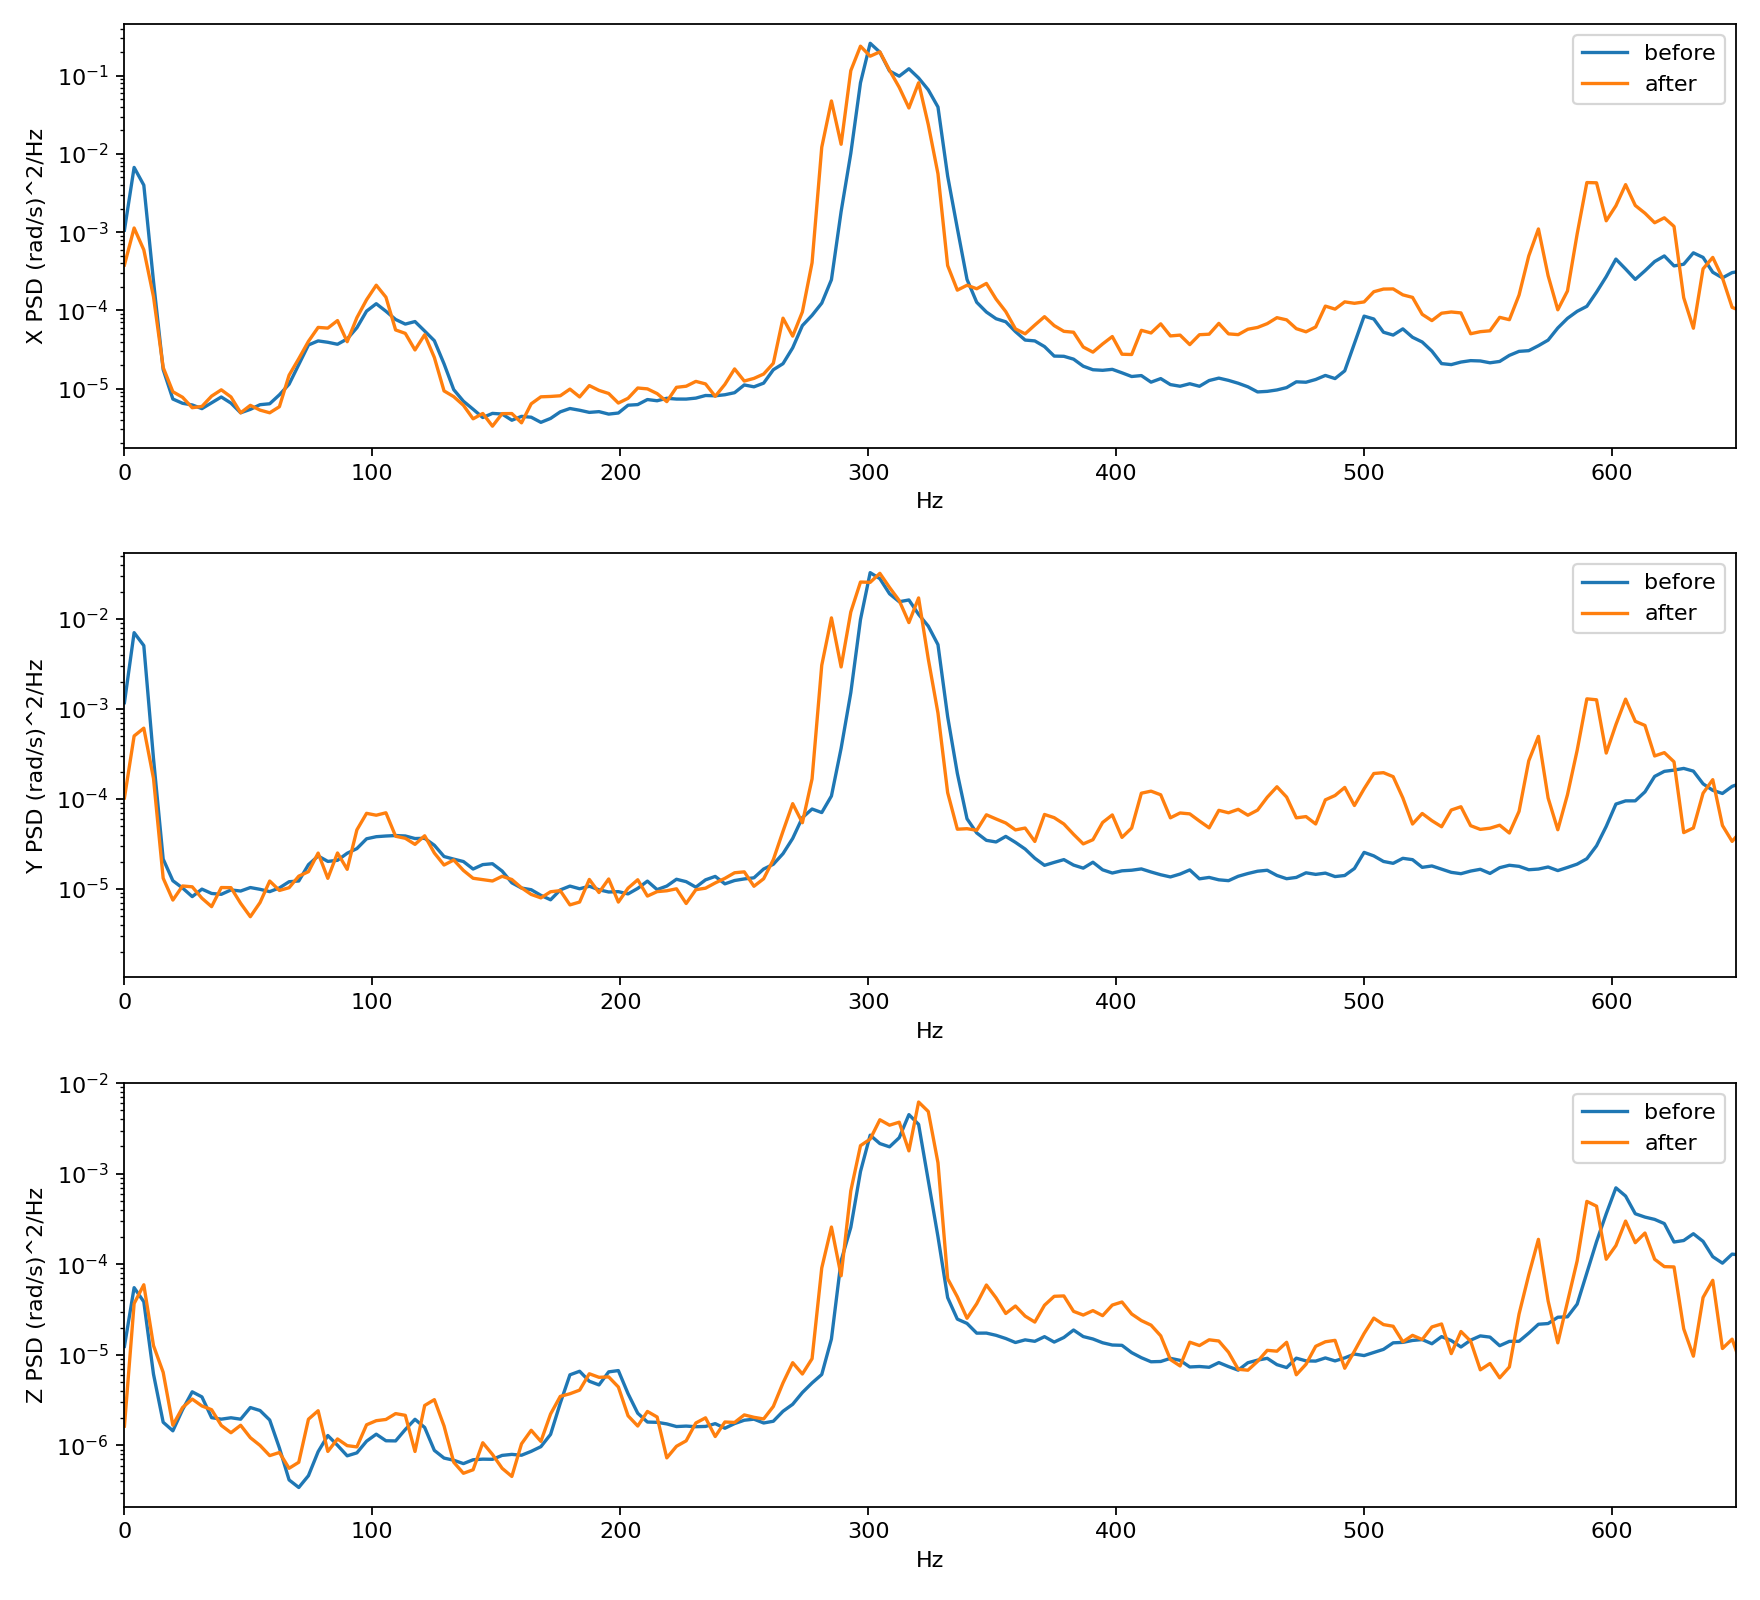 X PSD (rad/s)^2/Hz
10⁻¹
10⁻²
10⁻³
10⁻⁴
10⁻⁵
before
after
0 100 200 300 400 500 600
Hz
Y PSD (rad/s)^2/Hz
10⁻²
10⁻³
10⁻⁴
10⁻⁵
before
after
0 100 200 300 400 500 600
Hz
Z PSD (rad/s)^2/Hz
10⁻²
10⁻³
10⁻⁴
10⁻⁵
10⁻⁶
before
after
0 100 200 300 400 500 600
Hz